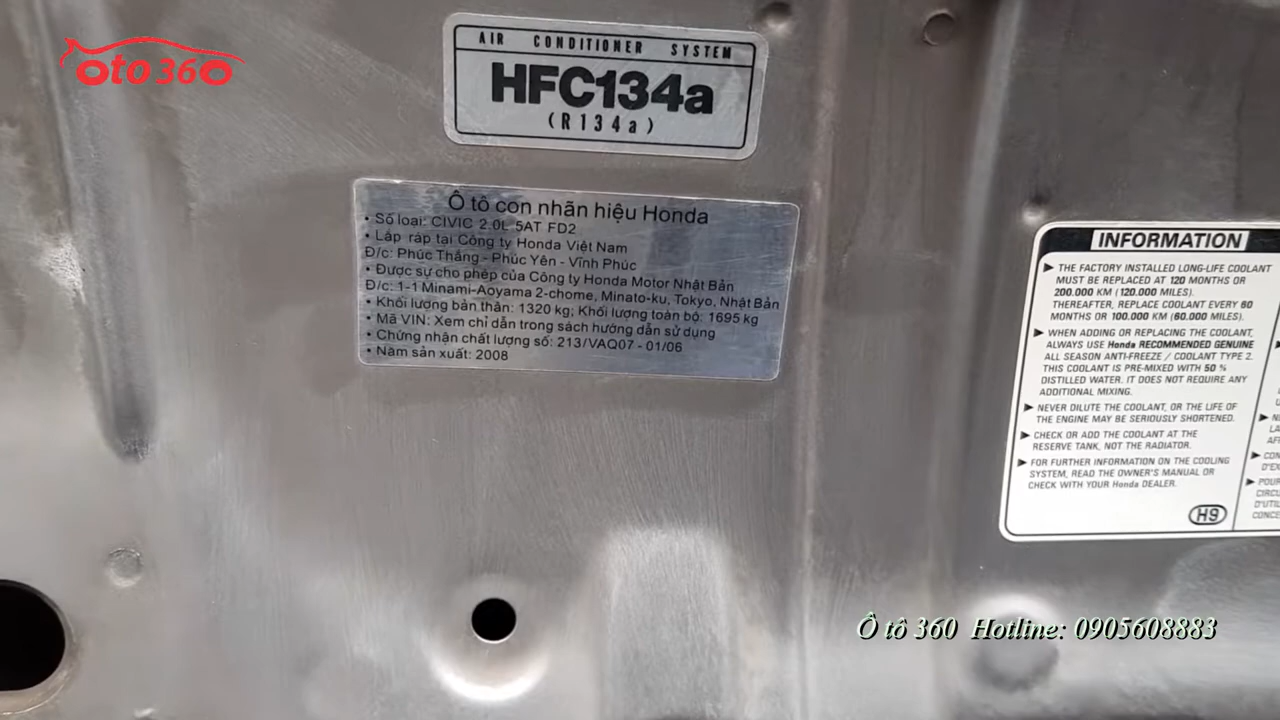 oto360
AIR CONDITIONER SYSTEM
HFC134a
(R134a)
Ô tô con nhãn hiệu Honda
• Số loại: CIVIC 2.0L 5AT FD2
• Lắp ráp tại Công ty Honda Việt Nam
Đ/c: Phúc Thắng - Phúc Yên - Vĩnh Phúc
• Được sự cho phép của Công ty Honda Motor Nhật Bản
Đ/c: 1-1 Minami-Aoyama 2-chome, Minato-ku, Tokyo, Nhật Bản
• Khối lượng bản thân: 1320 kg; Khối lượng toàn bộ: 1695 kg
• Mã VIN: Xem chỉ dẫn trong sách hướng dẫn sử dụng
• Chứng nhận chất lượng số: 213/VAQ07 - 01/06
• Năm sản xuất: 2008
INFORMATION
▶ THE FACTORY INSTALLED LONG-LIFE COOLANT
MUST BE REPLACED AT 120 MONTHS OR
200.000 KM (120.000 MILES).
THEREAFTER, REPLACE COOLANT EVERY 60
MONTHS OR 100.000 KM (60.000 MILES).
▶ WHEN ADDING OR REPLACING THE COOLANT,
ALWAYS USE Honda RECOMMENDED GENUINE
ALL SEASON ANTI-FREEZE / COOLANT TYPE 2.
THIS COOLANT IS PRE-MIXED WITH 50 %
DISTILLED WATER. IT DOES NOT REQUIRE ANY
ADDITIONAL MIXING.
▶ NEVER DILUTE THE COOLANT, OR THE LIFE OF
THE ENGINE MAY BE SERIOUSLY SHORTENED.
▶ CHECK OR ADD THE COOLANT AT THE
RESERVE TANK, NOT THE RADIATOR.
▶ FOR FURTHER INFORMATION ON THE COOLING
SYSTEM, READ THE OWNER'S MANUAL OR
CHECK WITH YOUR Honda DEALER.
H9
Ô tô 360 Hotline: 0905608883